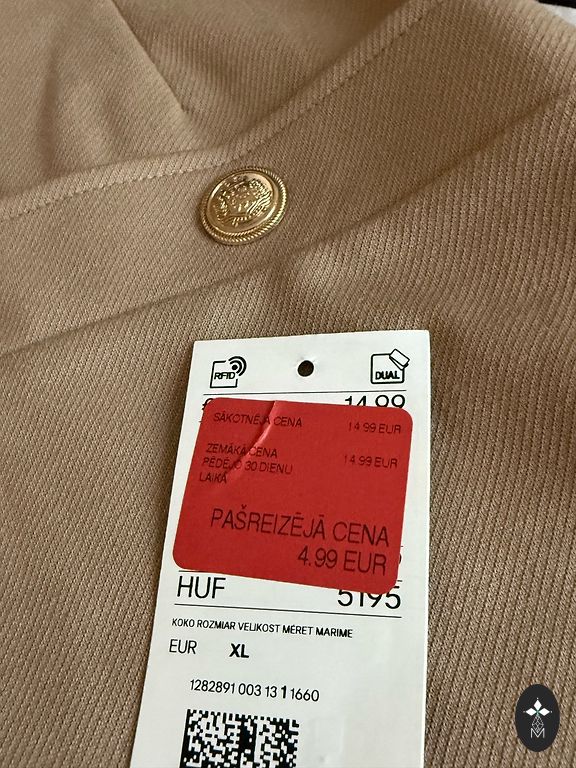 RFID
DUAL
14.99
SĀKOTNĒJĀ CENA 14.99 EUR
ZEMĀKĀ CENA
PĒDĒJO 30 DIENU
LAIKĀ
14.99 EUR
PAŠREIZĒJĀ CENA
4.99 EUR
HUF 5195
KOKO ROZMIAR VELIKOST MÉRET MARIME
EUR XL
1282891 003 13 1 1660
M